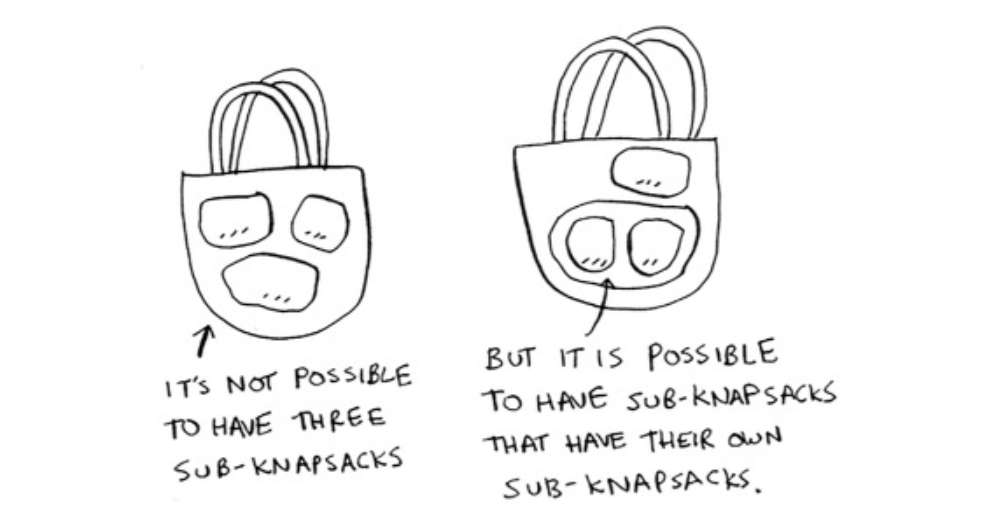 IT'S NOT POSSIBLE
TO HAVE THREE
SUB-KNAPSACKS
BUT IT IS POSSIBLE
TO HAVE SUB-KNAPSACKS
THAT HAVE THEIR OWN
SUB-KNAPSACKS.